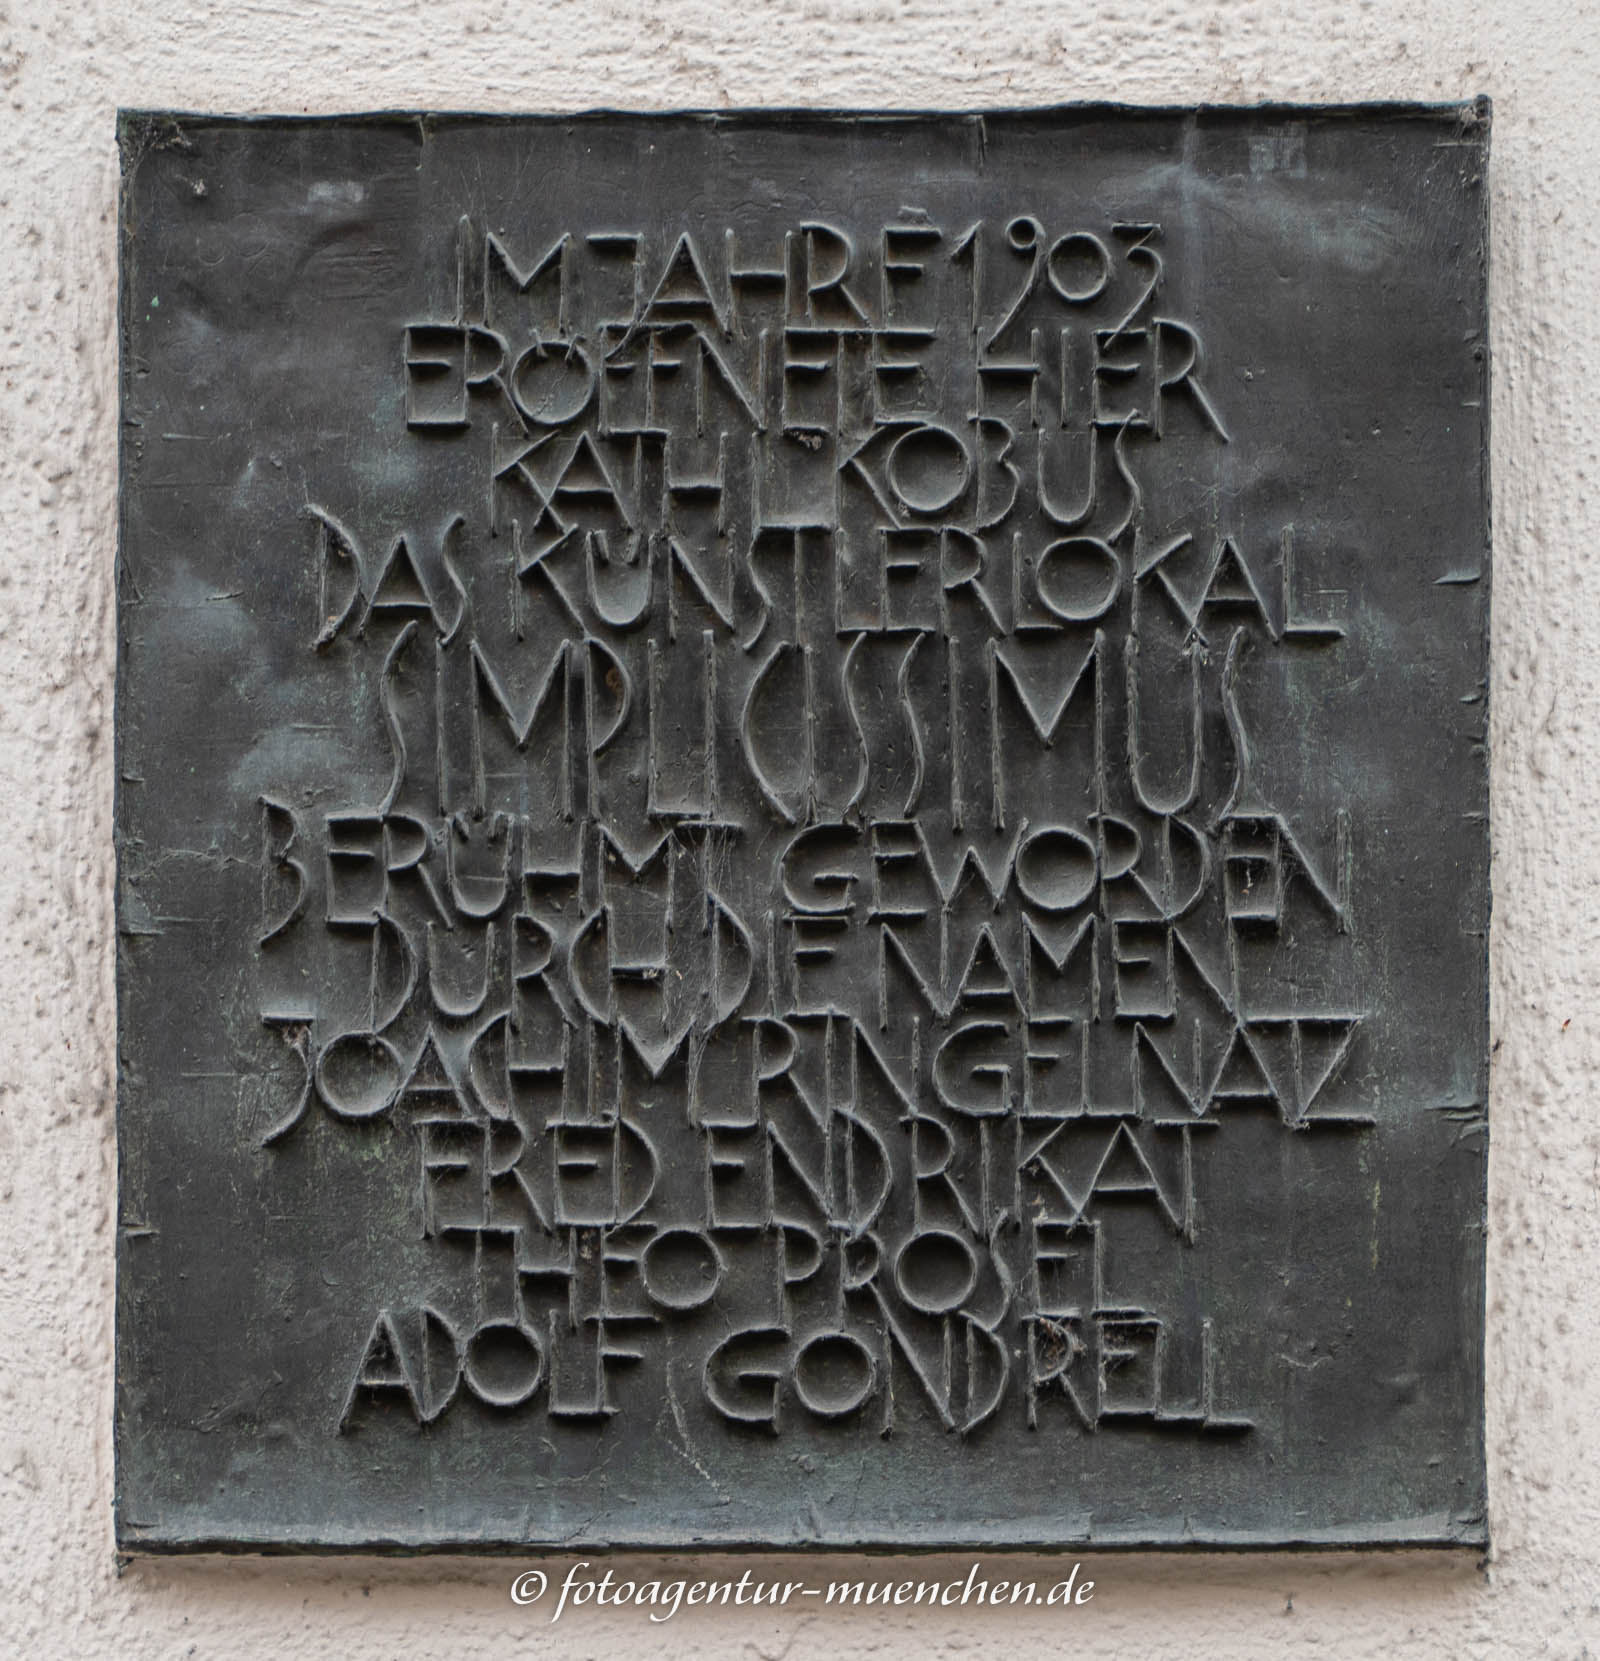 IM JAHRE 1903
ERÖFFNETE HIER
KATHI KOBUS
DAS KÜNSTLERLOKAL
SIMPLICISSIMUS
BERÜHMT GEWORDEN
DURCH DIE NAMEN
JOACHIM RINGELNATZ
FRED ENDRIKAT
THEO PROSEL
ADOLF GONDRELL
© fotoagentur-muenchen.de